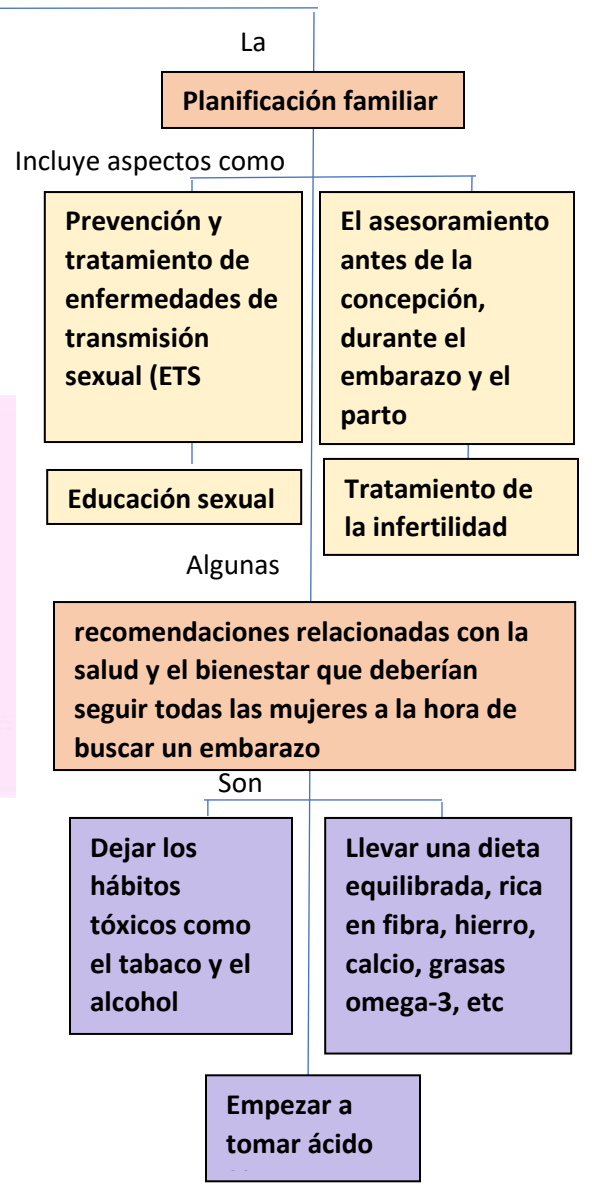 La
Planificación familiar
Incluye aspectos como
Prevención y
tratamiento de
enfermedades de
transmisión
sexual (ETS
El asesoramiento
antes de la
concepción,
durante el
embarazo y el
parto
Educación sexual
Tratamiento de
la infertilidad
Algunas
recomendaciones relacionadas con la
salud y el bienestar que deberían
seguir todas las mujeres a la hora de
buscar un embarazo
Son
Dejar los
hábitos
tóxicos como
el tabaco y el
alcohol
Llevar una dieta
equilibrada, rica
en fibra, hierro,
calcio, grasas
omega-3, etc
Empezar a
tomar ácido